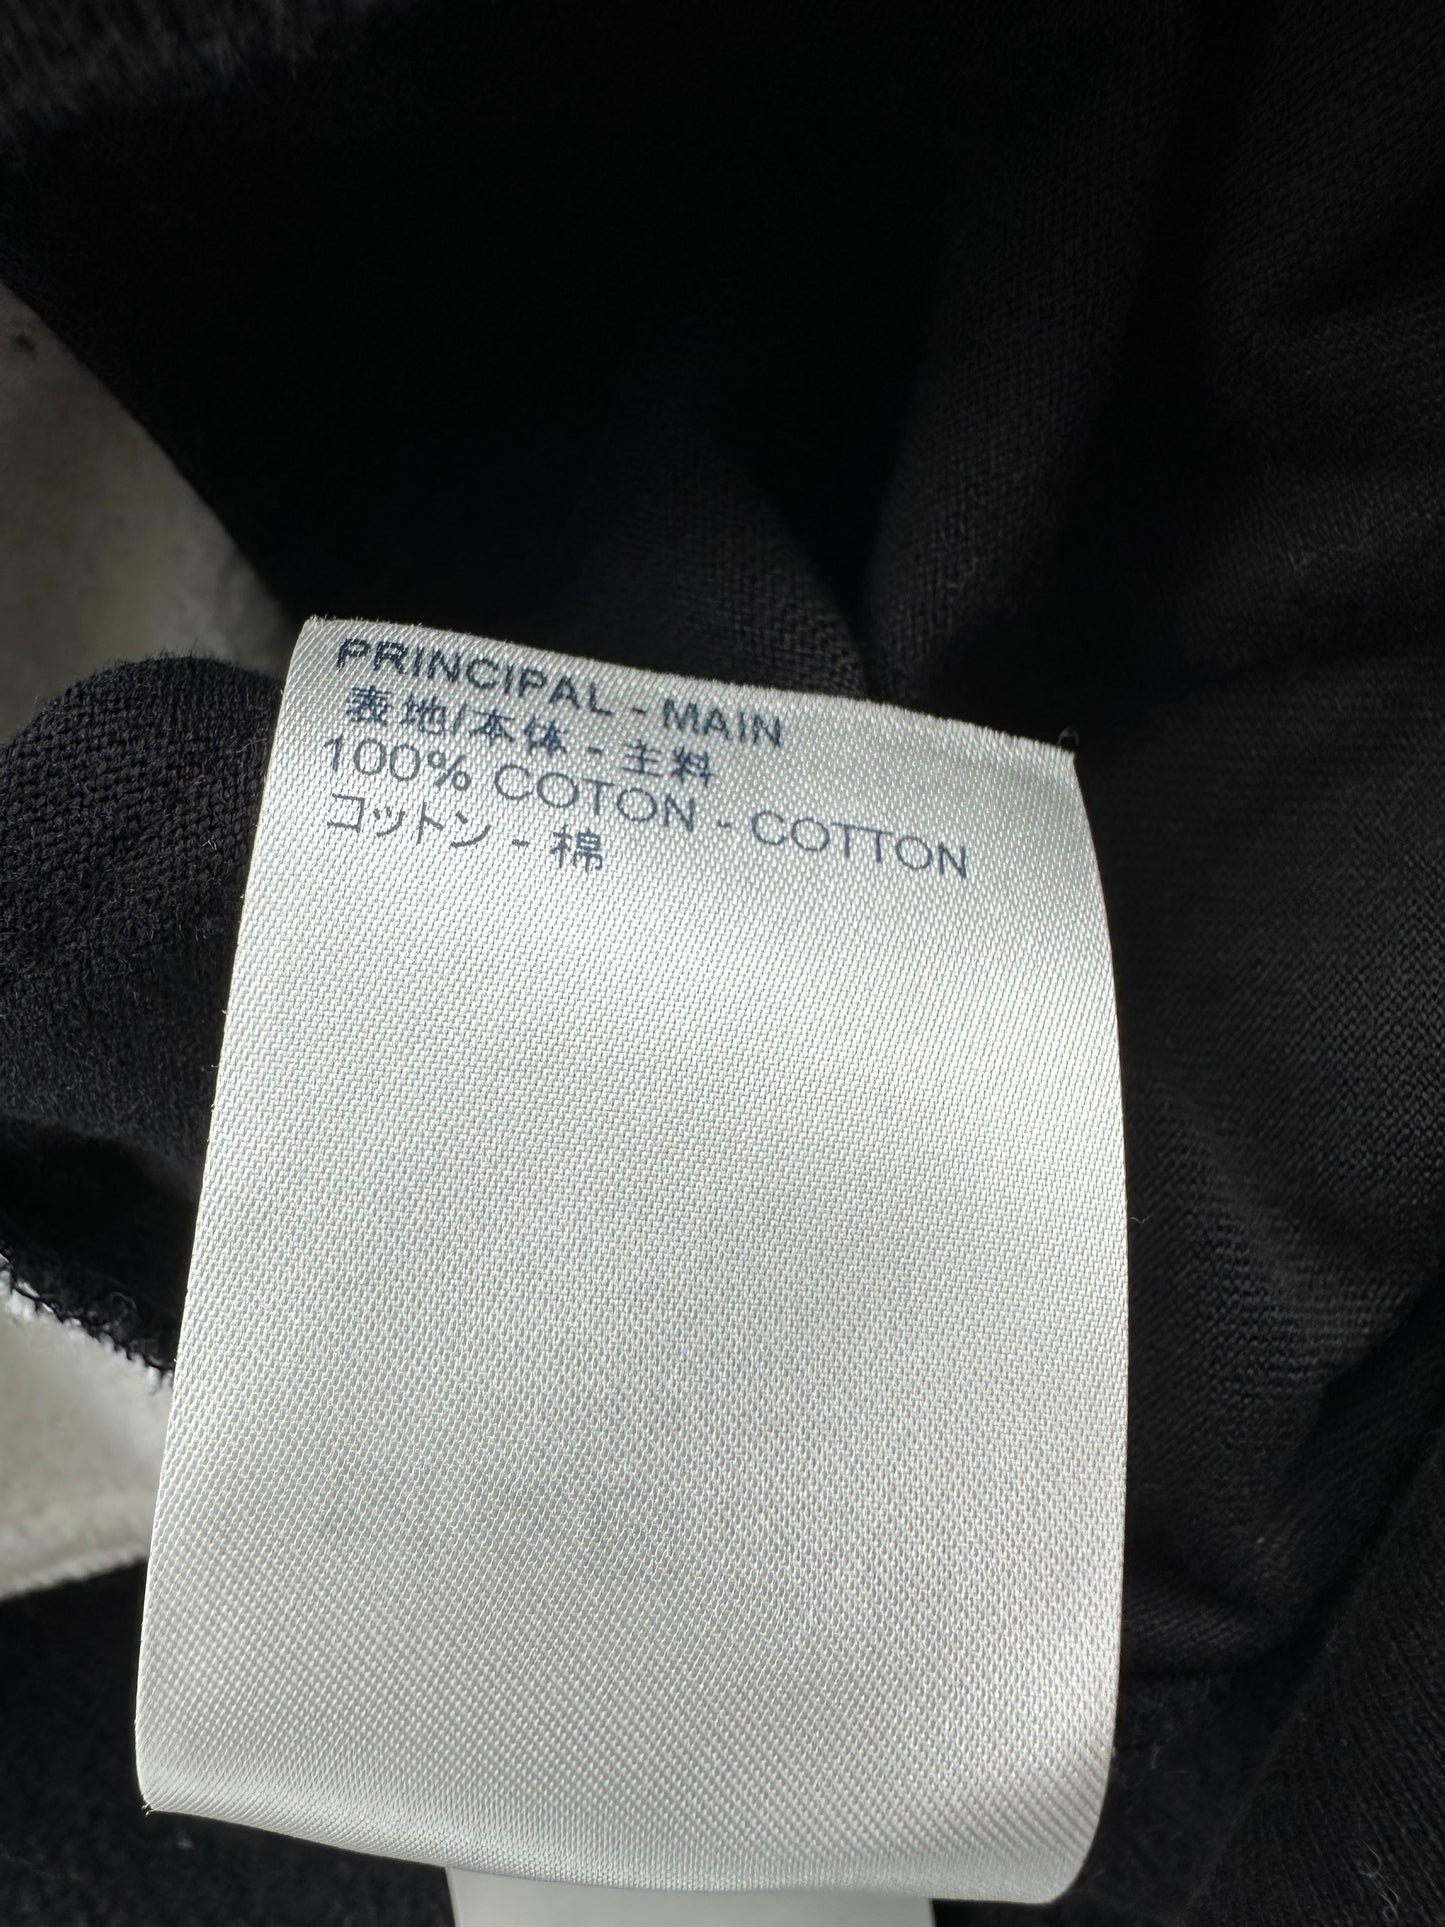 PRINCIPAL - MAIN
表地/本体 - 主料
100% COTON - COTTON
コットン - 棉